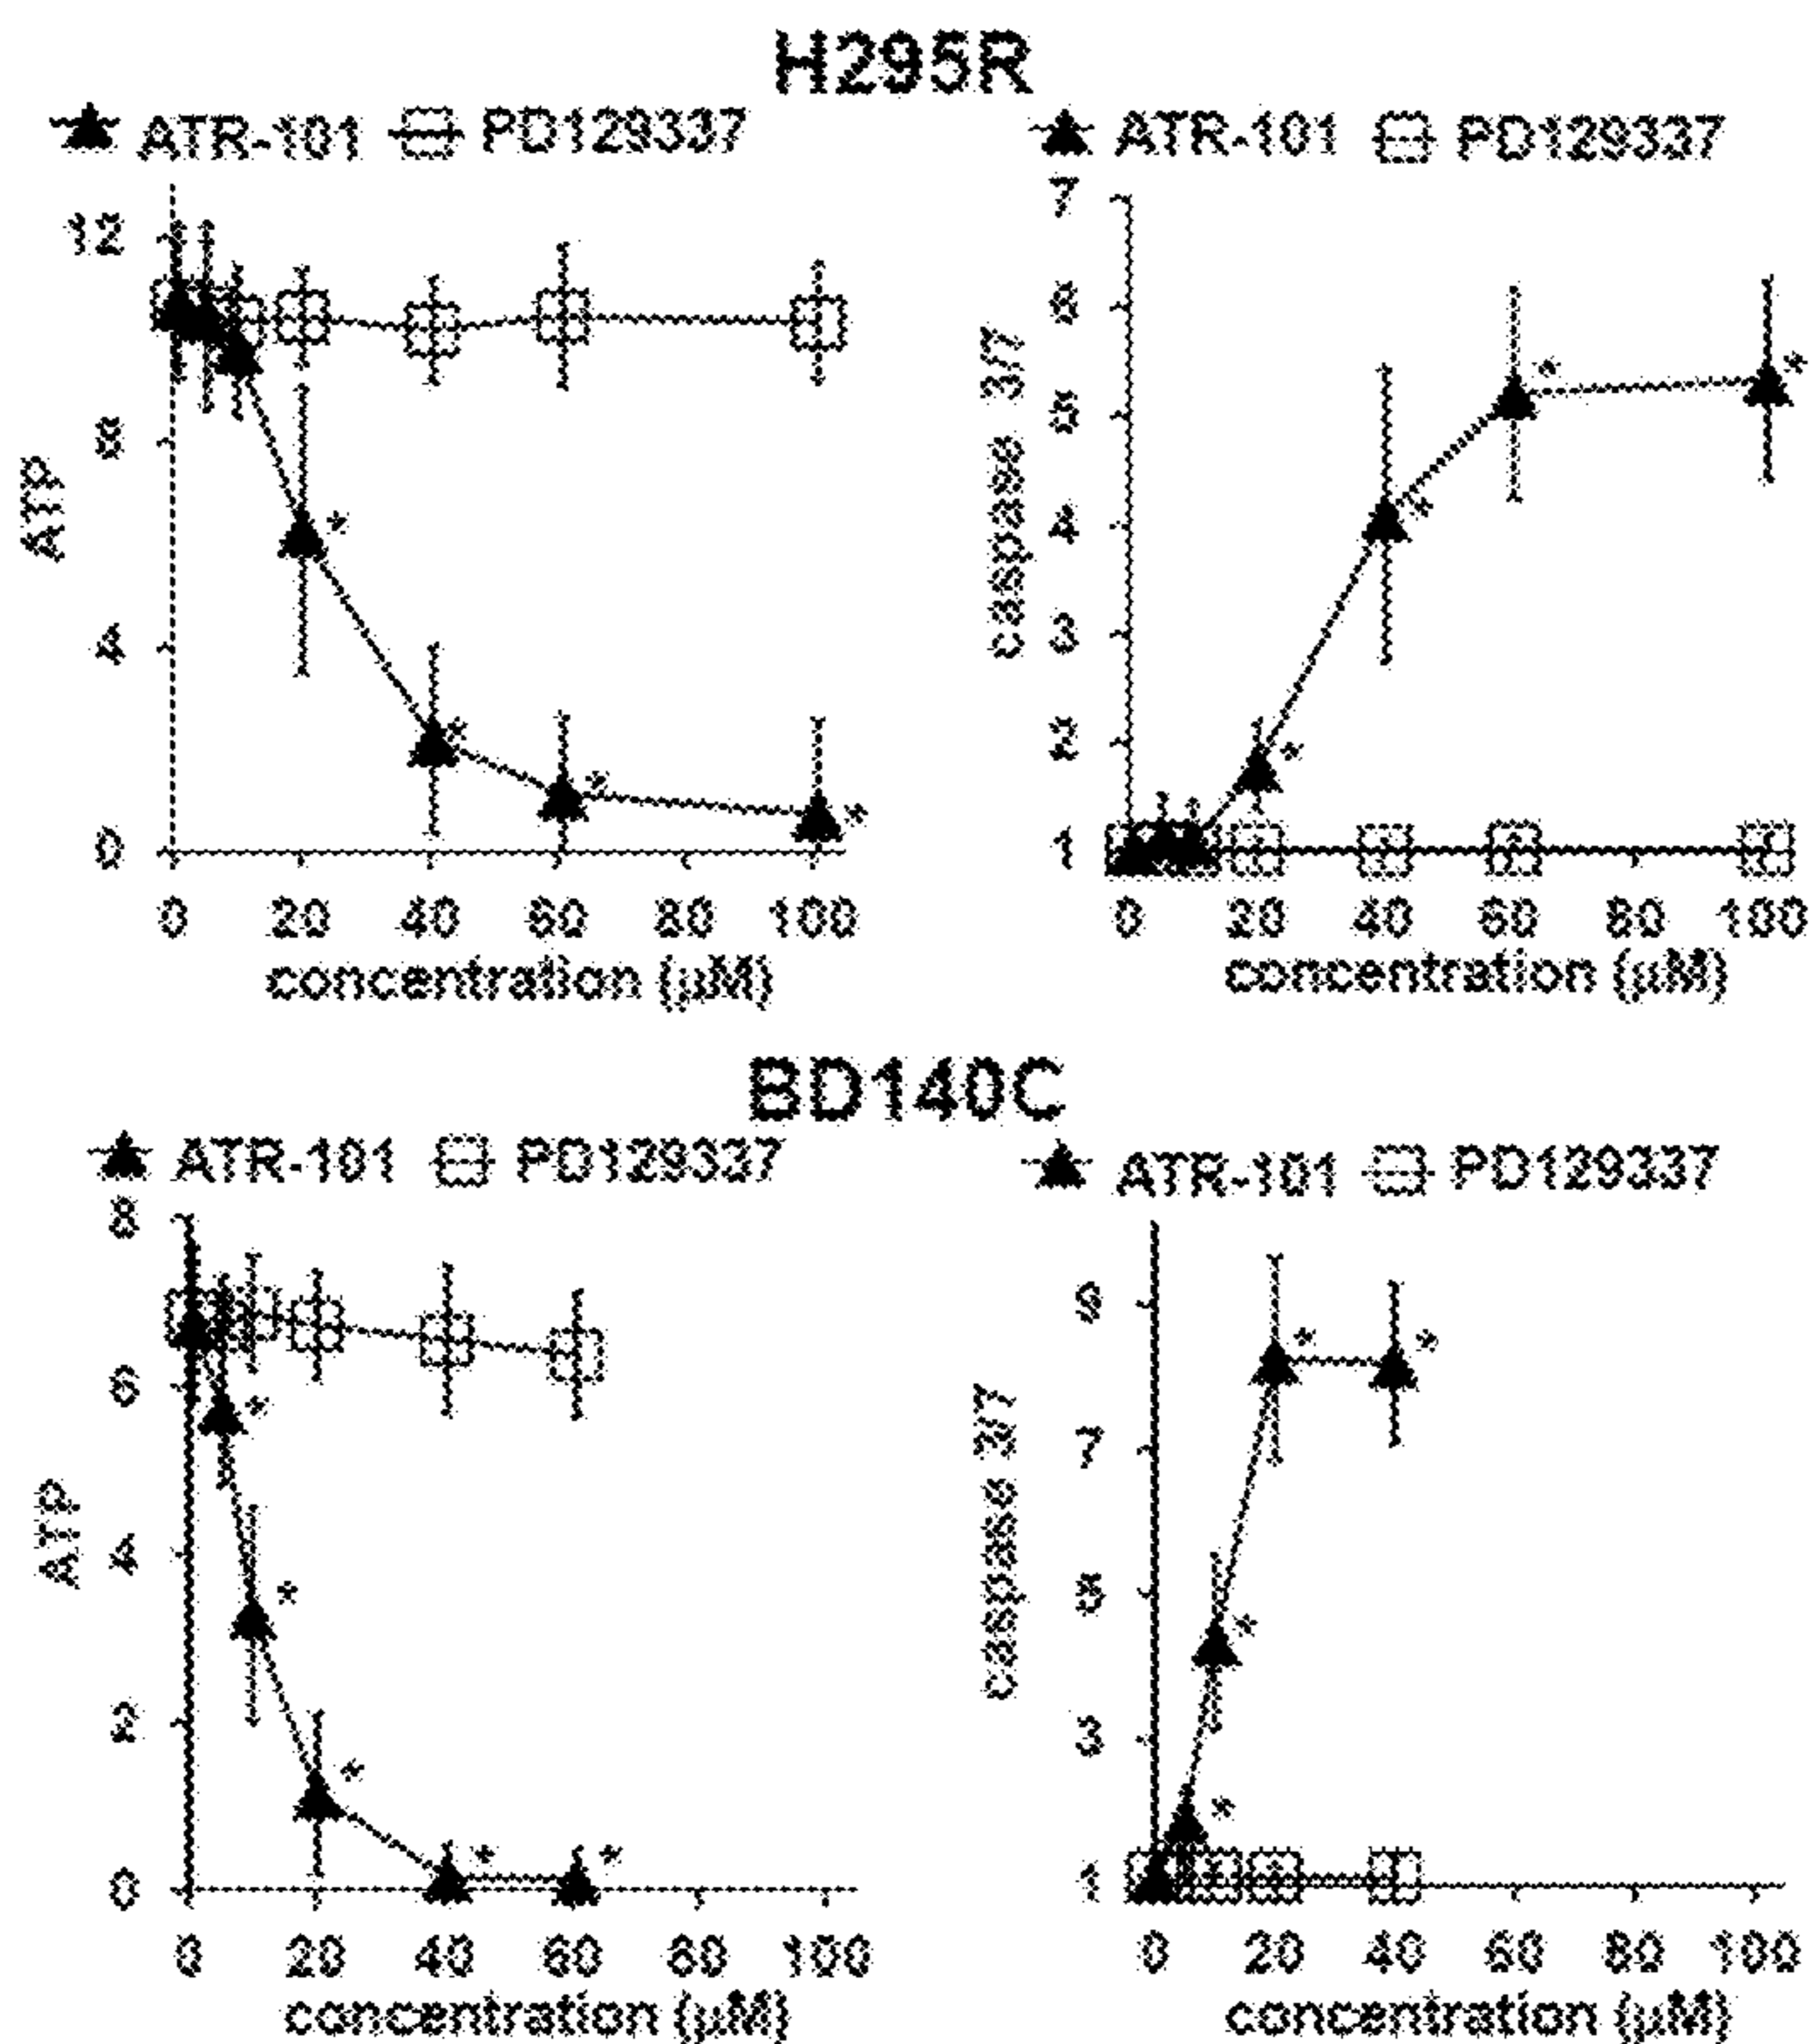 H295R
ATR-101 PD129337
ATR-101 PD129337
12
8
4
0
ATP
0 20 40 60 80 100
concentration (µM)
7
6
5
4
3
2
1
caspase 3/7
0 20 40 60 80 100
concentration (µM)
BD140C
ATR-101 PD129337
ATR-101 PD129337
8
6
4
2
0
ATP
0 20 40 60 80 100
concentration (µM)
9
7
5
3
1
caspase 3/7
0 20 40 60 80 100
concentration (µM)